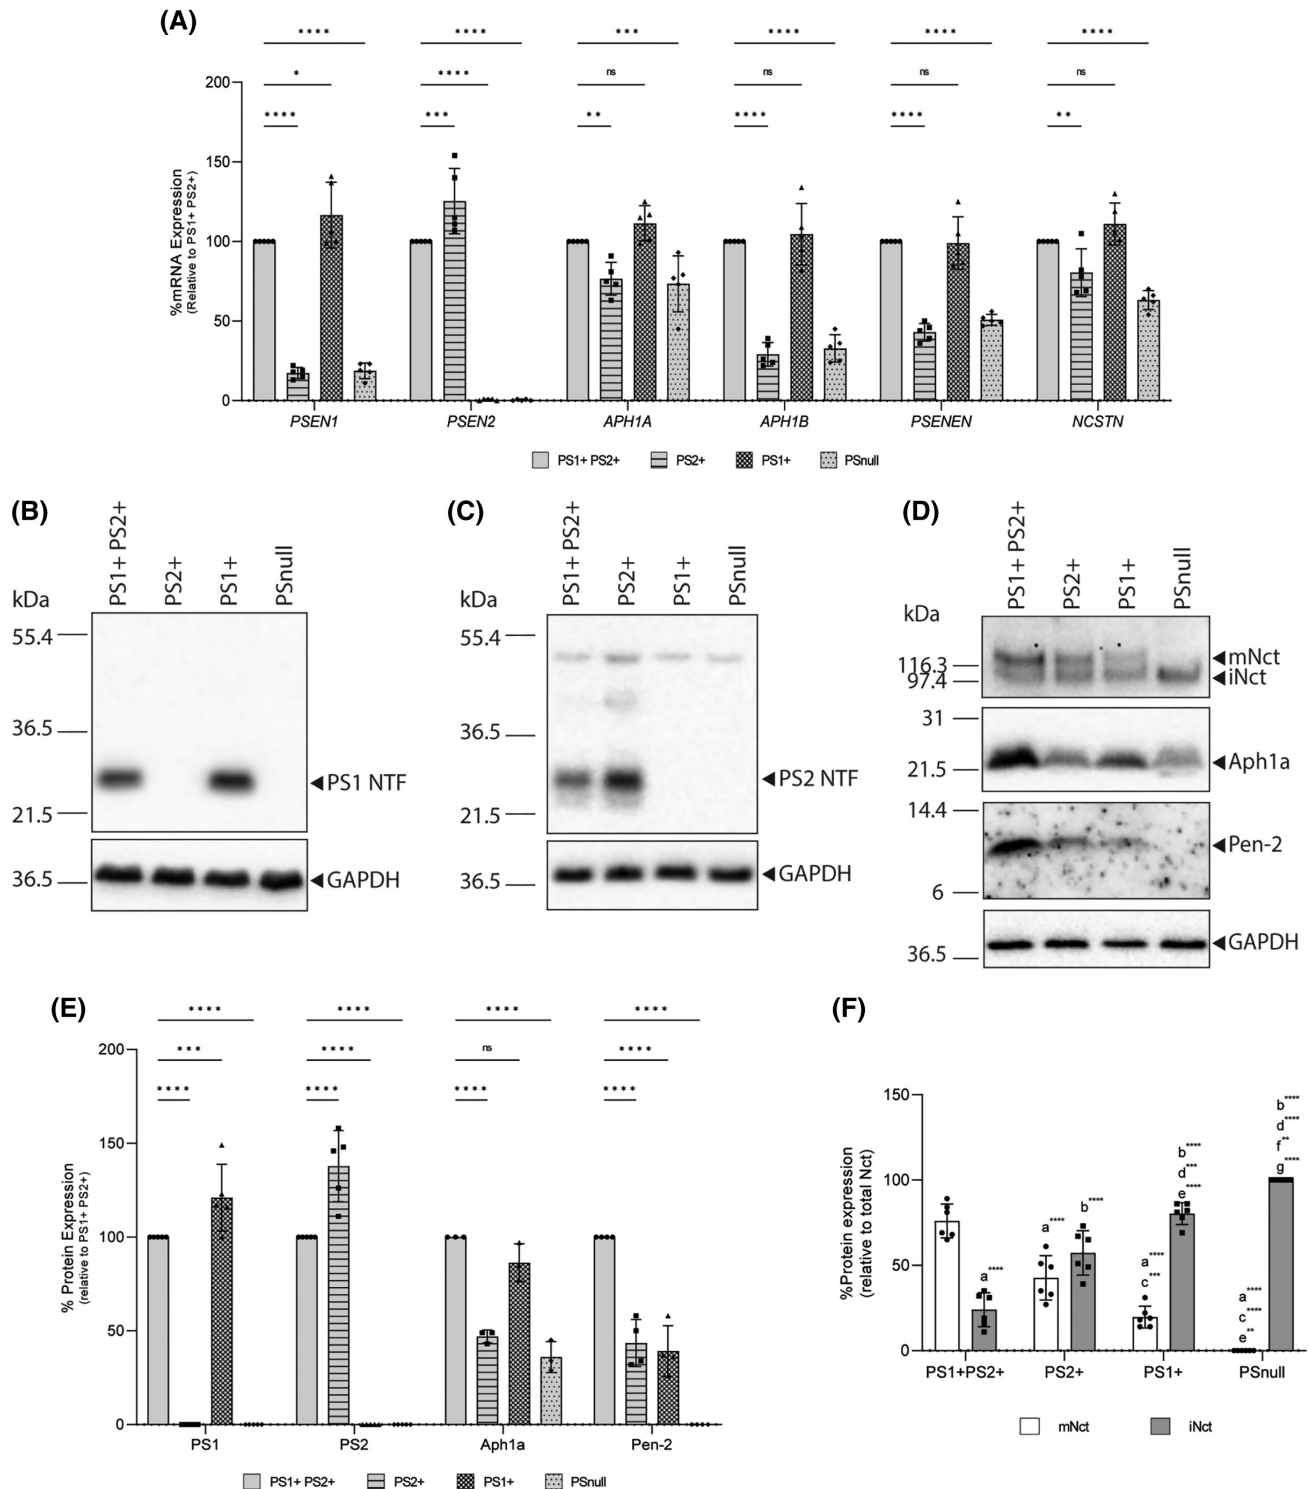 (A)
**** **** *** **** **** ****
* **** ns ns ns ns
**** *** ** **** **** **
%mRNA Expression
(Relative to PS1+ PS2+)
200
150
100
50
0
PSEN1 PSEN2 APH1A APH1B PSENEN NCSTN
PS1+ PS2+ PS2+ PS1+ PSnull
(B)
PS1+ PS2+
PS2+
PS1+
PSnull
kDa
55.4
36.5
21.5
PS1 NTF
36.5
GAPDH
(C)
PS1+ PS2+
PS2+
PS1+
PSnull
kDa
55.4
36.5
21.5
PS2 NTF
36.5
GAPDH
(D)
PS1+ PS2+
PS2+
PS1+
PSnull
kDa
116.3
97.4
mNct
iNct
31
21.5
Aph1a
14.4
6
Pen-2
36.5
GAPDH
(E)
**** **** **** ****
*** **** ns ****
**** **** **** ****
% Protein Expression
(relative to PS1+ PS2+)
200
150
100
50
0
PS1 PS2 Aph1a Pen-2
PS1+ PS2+ PS2+ PS1+ PSnull
(F)
%Protein expression
(relative to total Nct)
150
100
50
0
a****
a****
b****
a****
c***
b****
d***
e****
a****
c****
e**
b****
d****
f**
g****
PS1+PS2+ PS2+ PS1+ PSnull
mNct iNct